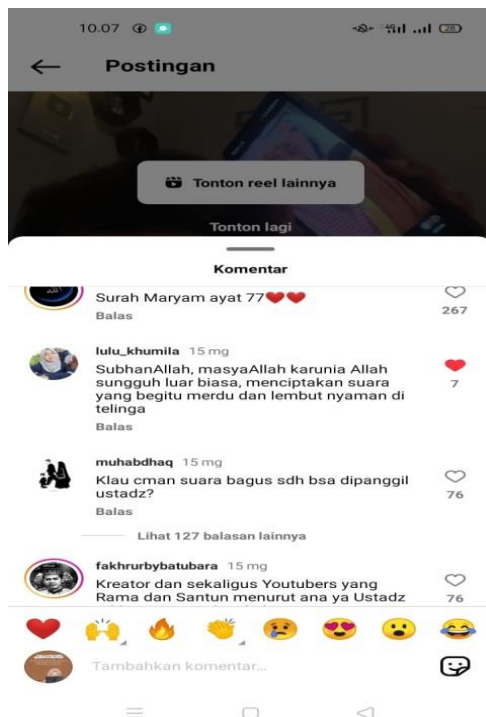 10.07
28
Postingan
Tonton reel lainnya
Tonton lagi
Komentar
Surah Maryam ayat 77❤❤
267
Balas
lulu_khumila 15 mg
SubhanAllah, masyaAllah karunia Allah
sungguh luar biasa, menciptakan suara
yang begitu merdu dan lembut nyaman di
telinga
7
Balas
muhabdhaq 15 mg
Klau cman suara bagus sdh bsa dipanggil
ustadz?
76
Balas
Lihat 127 balasan lainnya
fakhrurbybatubara 15 mg
Kreator dan sekaligus Youtubers yang
Rama dan Santun menurut ana ya Ustadz
76
Tambahkan komentar...